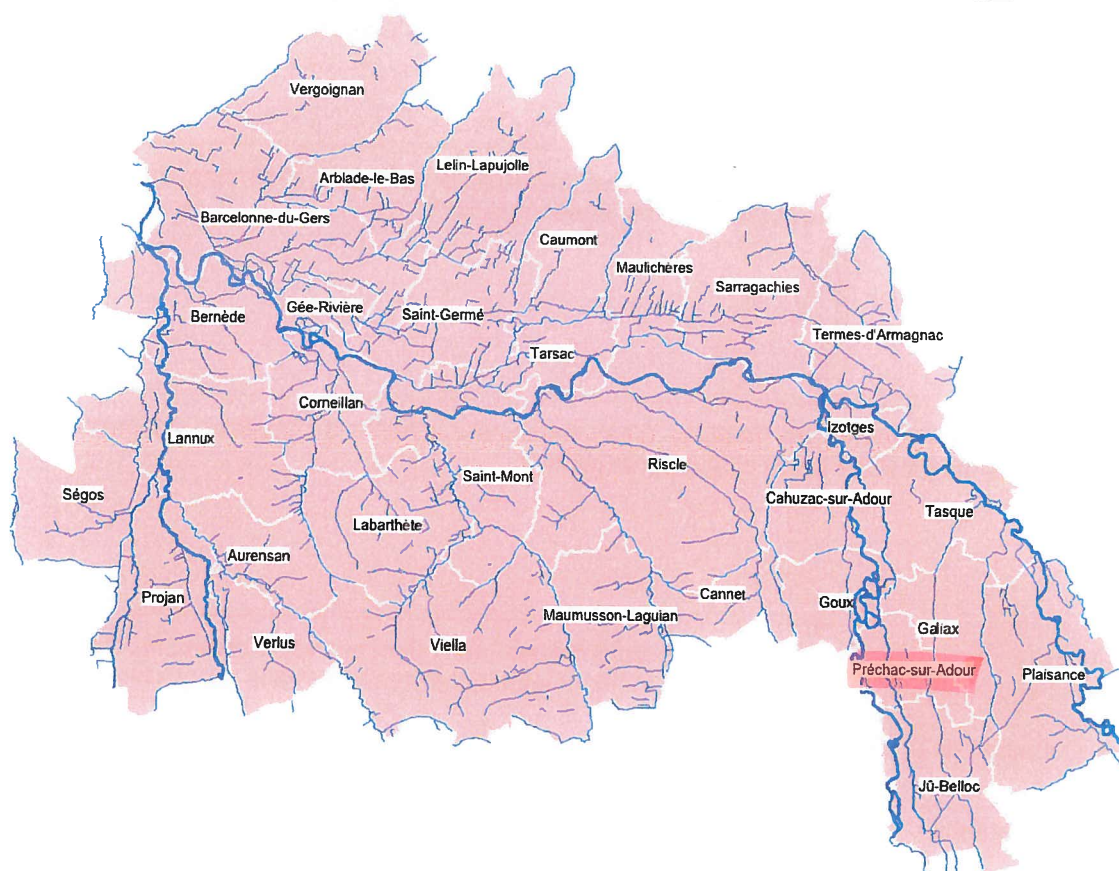 Vergoignan
Lelin-Lapujolle
Arblade-le-Bas
Barcelonne-du-Gers
Caumont
Maulichères
Sarragachies
Gée-Rivière
Bernède
Saint-Germé
Termes-d'Armagnac
Tarsac
Corneillan
Izotges
Lannux
Riscle
Saint-Mont
Ségos
Cahuzac-sur-Adour
Tasque
Labarthète
Aurensan
Projan
Cannet
Goux
Maumusson-Laguian
Galiax
Verlus
Viella
Préchac-sur-Adour
Plaisance
Jû-Belloc